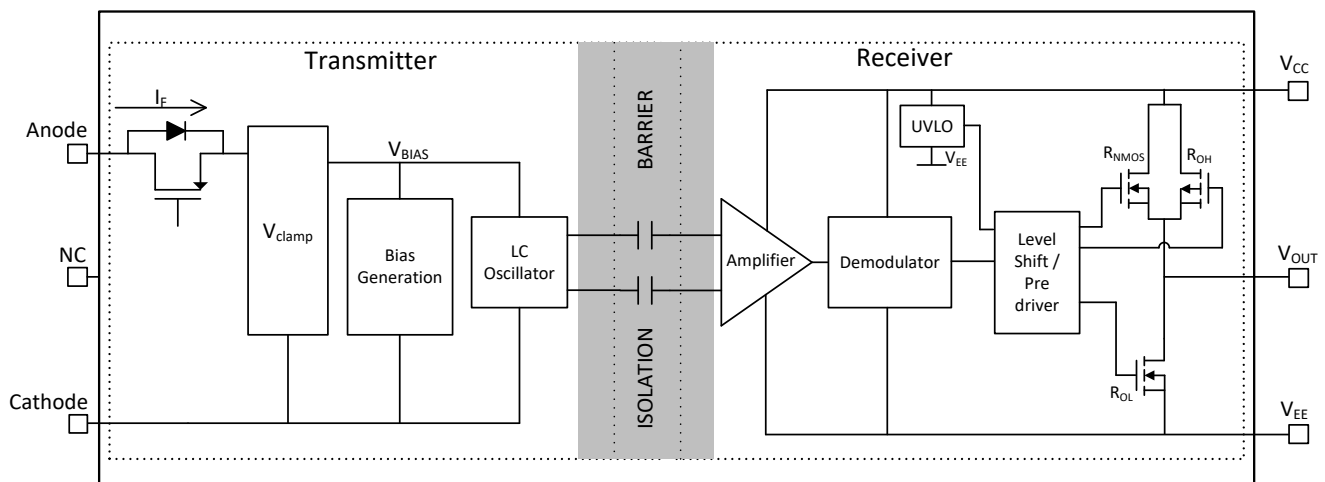 Transmitter
Receiver
I_F
Anode
NC
Cathode
V_clamp
V_BIAS
Bias
Generation
LC
Oscillator
BARRIER
ISOLATION
Amplifier
Demodulator
UVLO
V_EE
Level
Shift /
Pre
driver
R_NMOS
R_OH
R_OL
V_CC
V_OUT
V_EE